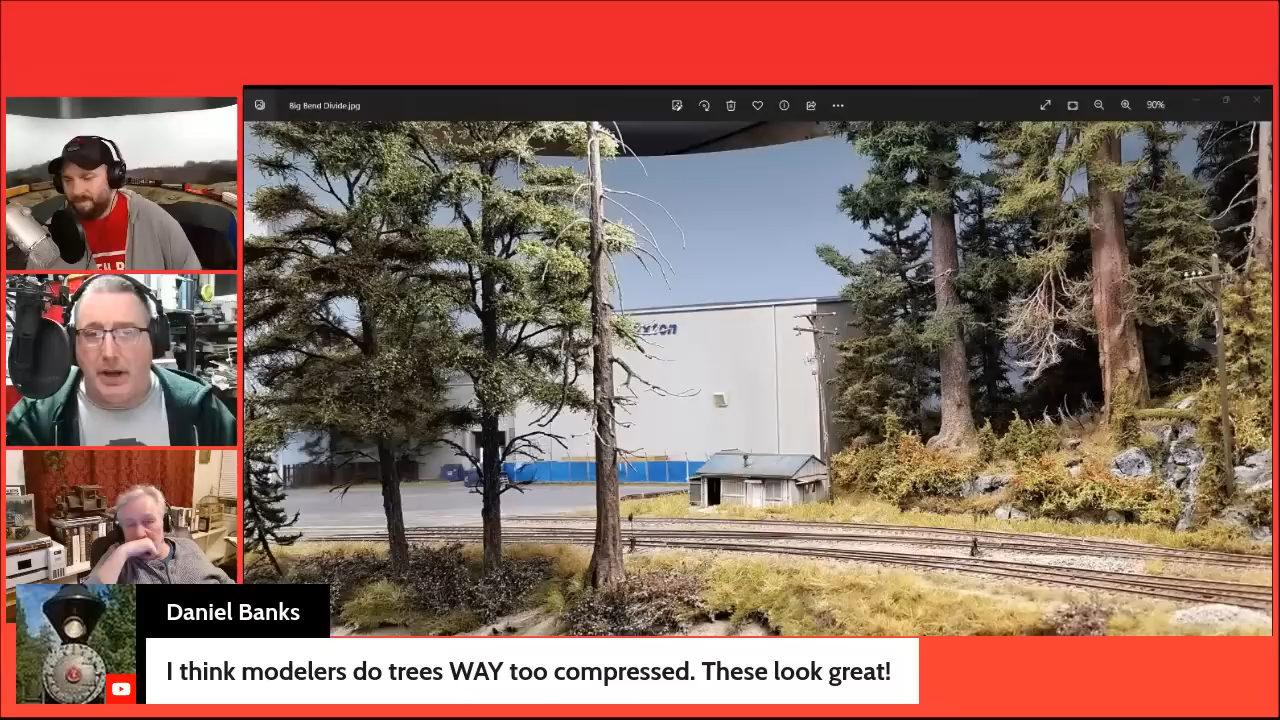 Big Bend Divide.jpg
90%
Daniel Banks
I think modelers do trees WAY too compressed. These look great!